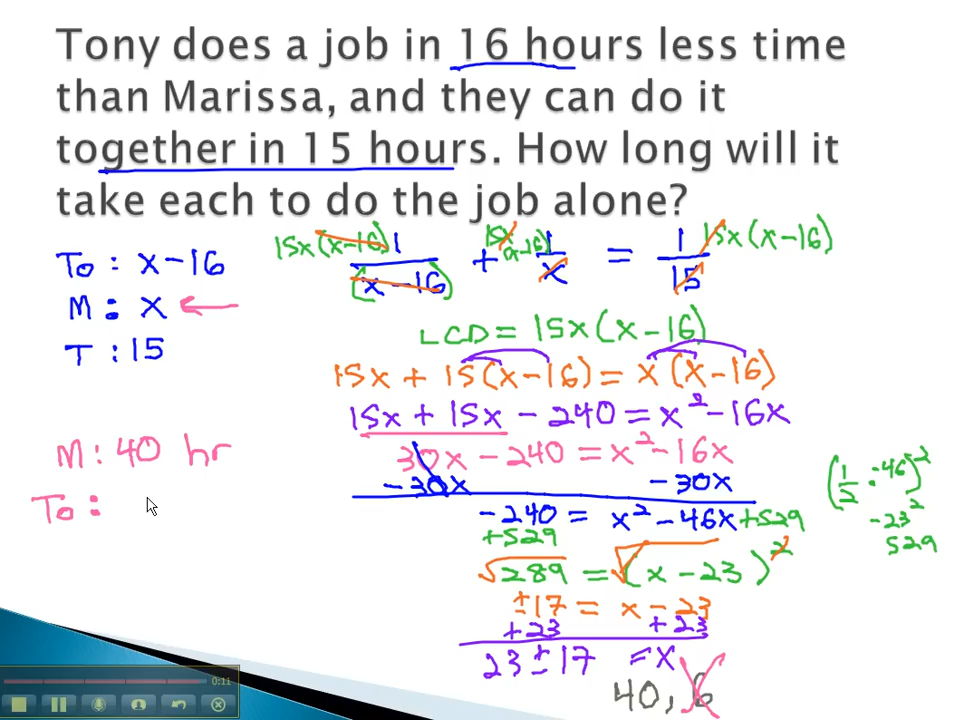 Tony does a job in 16 hours less time
than Marissa, and they can do it
together in 15 hours. How long will it
take each to do the job alone?
To : x-16
M : x ←
T : 15
15x(x-16) 1/(x-16) + 15x(x-16) 1/x = 1/15 15x(x-16)
LCD = 15x(x-16)
15x + 15(x-16) = x(x-16)
15x + 15x - 240 = x² - 16x
M : 40 hr
30x - 240 = x² - 16x
-30x -30x
To :
-240 = x² - 46x + 529
+529
(1/2 · -46)²
-23²
529
√289 = √(x-23)²
±17 = x - 23
+23 +23
23 ± 17 = x
40, 6
0:11